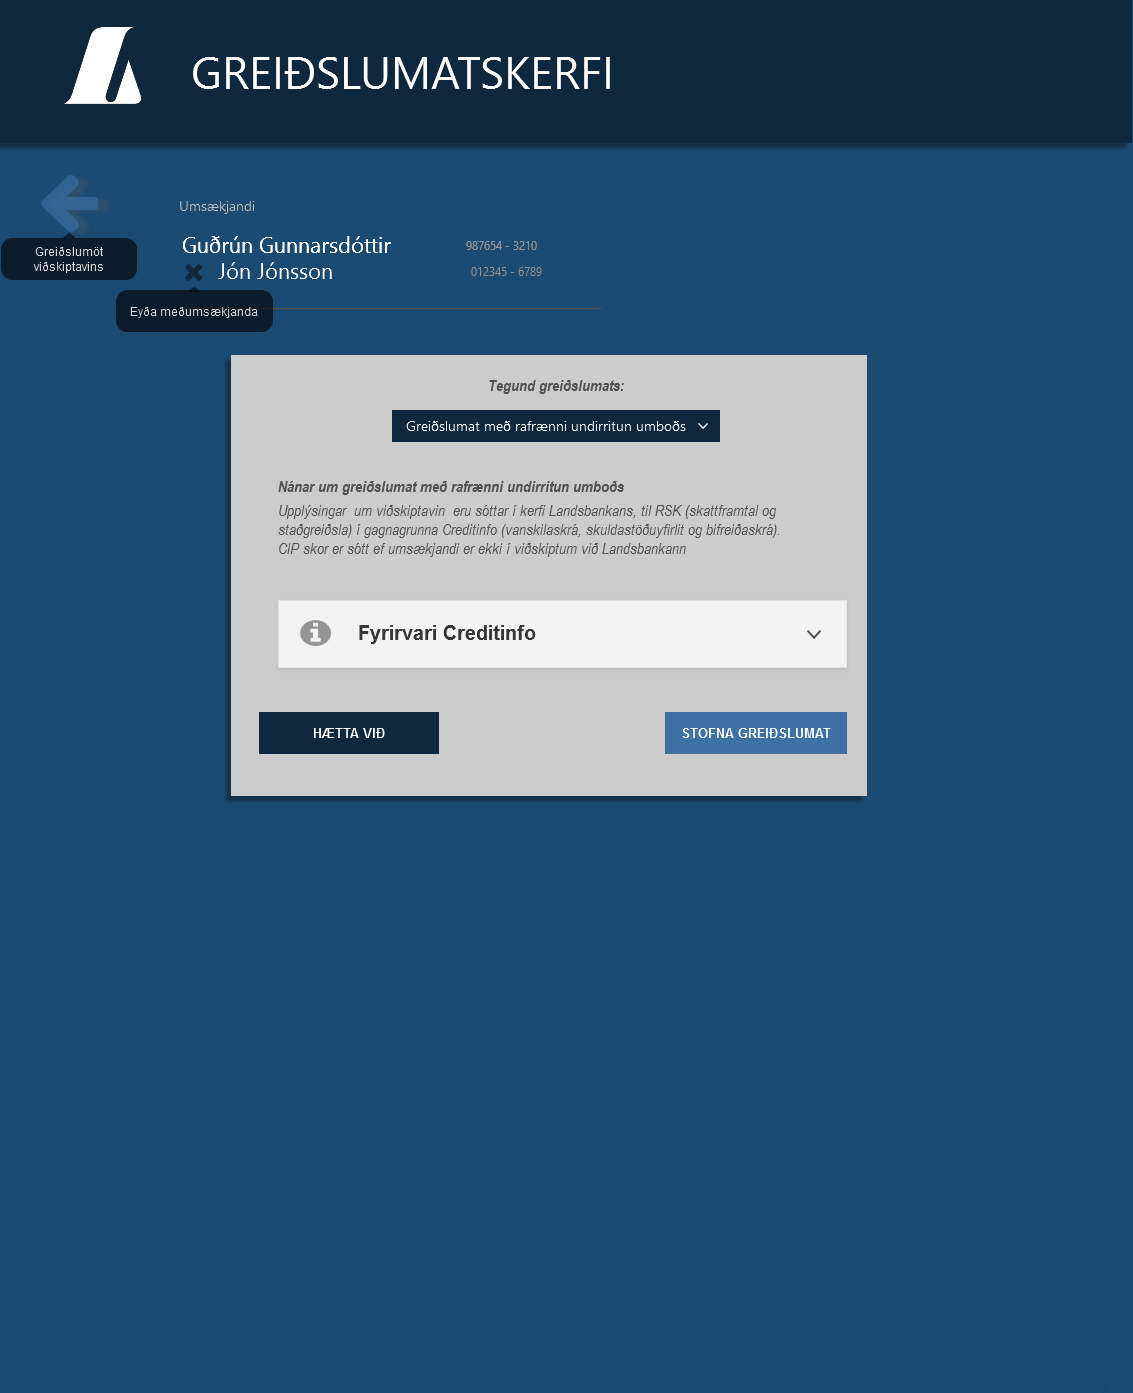 GREIÐSLUMATSKERFI
Umsækjandi
Guðrún Gunnarsdóttir 987654 - 3210
Jón Jónsson 012345 - 6789
Greiðslumöt
viðskiptavins
Eyða meðumsækjanda
Tegund greiðslumats:
Greiðslumat með rafrænni undirritun umboðs
Nánar um greiðslumat með rafrænni undirritun umboðs
Upplýsingar um viðskiptavin eru sóttar í kerfi Landsbankans, til RSK (skattframtal og
staðgreiðsla) í gagnagrunna Creditinfo (vanskilaskrá, skuldastöðuyfirlit og bifreiðaskrá).
CIP skor er sótt ef umsækjandi er ekki í viðskiptum við Landsbankann
Fyrirvari Creditinfo
HÆTTA VIÐ
STOFNA GREIÐSLUMAT